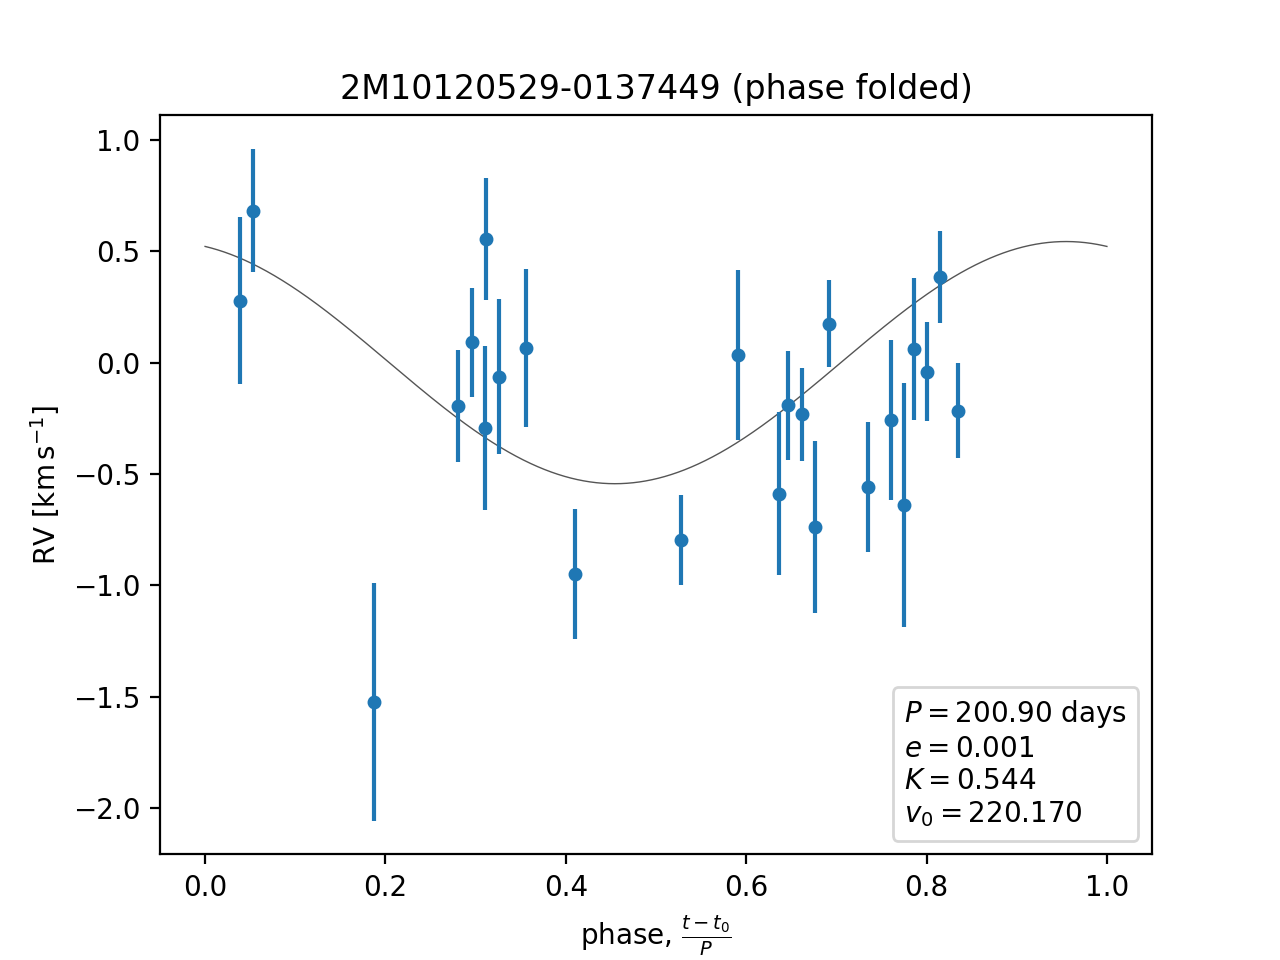 2M10120529-0137449 (phase folded)
1.0
0.5
0.0
−0.5
−1.0
−1.5
−2.0
RV [km s⁻¹]
P = 200.90 days
e = 0.001
K = 0.544
v₀ = 220.170
0.0 0.2 0.4 0.6 0.8 1.0
phase, (t − t₀)/P